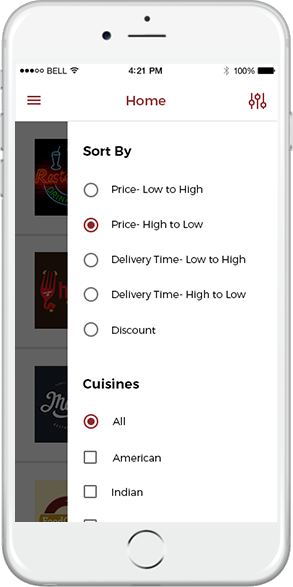 BELL 4:21 PM 100%
Home
Sort By
Price- Low to High
Price- High to Low
Delivery Time- Low to High
Delivery Time- High to Low
Discount
Cuisines
All
American
Indian